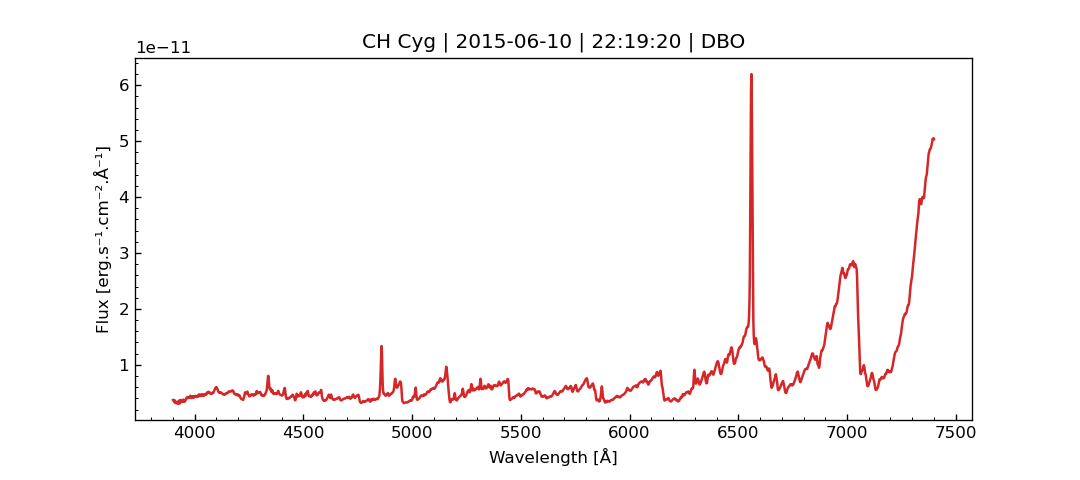 CH Cyg | 2015-06-10 | 22:19:20 | DBO
1e−11
6
5
4
3
2
1
Flux [erg.s⁻¹.cm⁻².Å⁻¹]
4000 4500 5000 5500 6000 6500 7000 7500
Wavelength [Å]